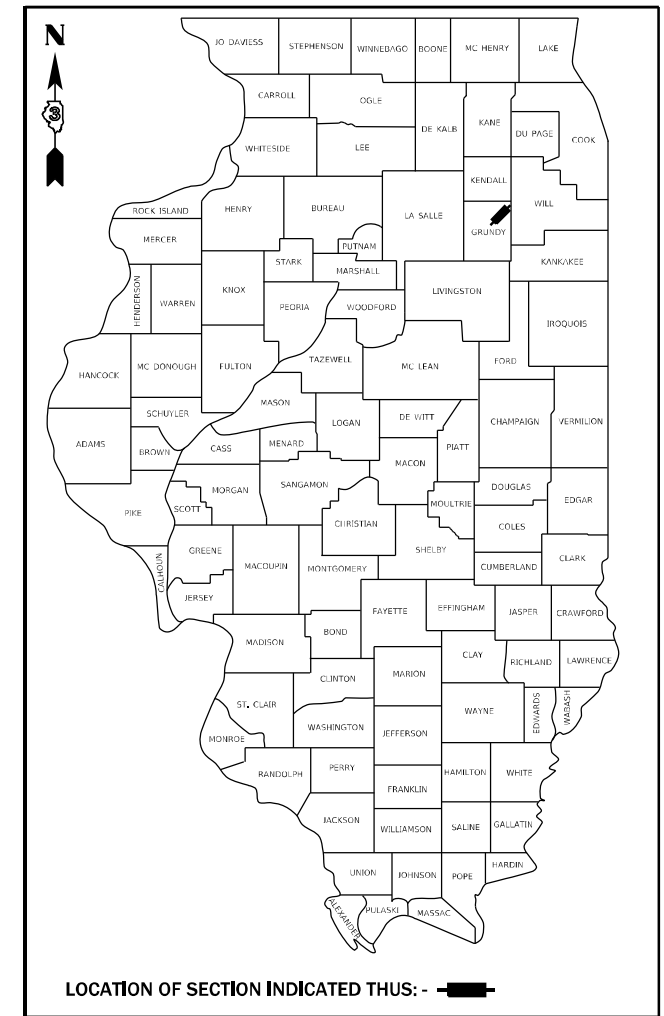 N
3
JO DAVIESS
STEPHENSON
WINNEBAGO
BOONE
MC HENRY
LAKE
CARROLL
OGLE
DE KALB
KANE
DU PAGE
COOK
WHITESIDE
LEE
KENDALL
WILL
ROCK ISLAND
HENRY
BUREAU
LA SALLE
GRUNDY
MERCER
PUTNAM
KANKAKEE
HENDERSON
WARREN
KNOX
STARK
MARSHALL
LIVINGSTON
PEORIA
WOODFORD
IROQUOIS
HANCOCK
MC DONOUGH
FULTON
TAZEWELL
MC LEAN
FORD
SCHUYLER
MASON
LOGAN
DE WITT
CHAMPAIGN
VERMILION
ADAMS
BROWN
CASS
MENARD
PIATT
MACON
PIKE
SCOTT
MORGAN
SANGAMON
MOULTRIE
DOUGLAS
EDGAR
CHRISTIAN
COLES
CALHOUN
GREENE
MACOUPIN
MONTGOMERY
SHELBY
CUMBERLAND
CLARK
JERSEY
FAYETTE
EFFINGHAM
JASPER
CRAWFORD
MADISON
BOND
CLAY
RICHLAND
LAWRENCE
CLINTON
MARION
ST. CLAIR
WAYNE
EDWARDS
WABASH
WASHINGTON
JEFFERSON
MONROE
RANDOLPH
PERRY
HAMILTON
WHITE
FRANKLIN
JACKSON
WILLIAMSON
SALINE
GALLATIN
UNION
JOHNSON
POPE
HARDIN
ALEXANDER
PULASKI
MASSAC
LOCATION OF SECTION INDICATED THUS: -